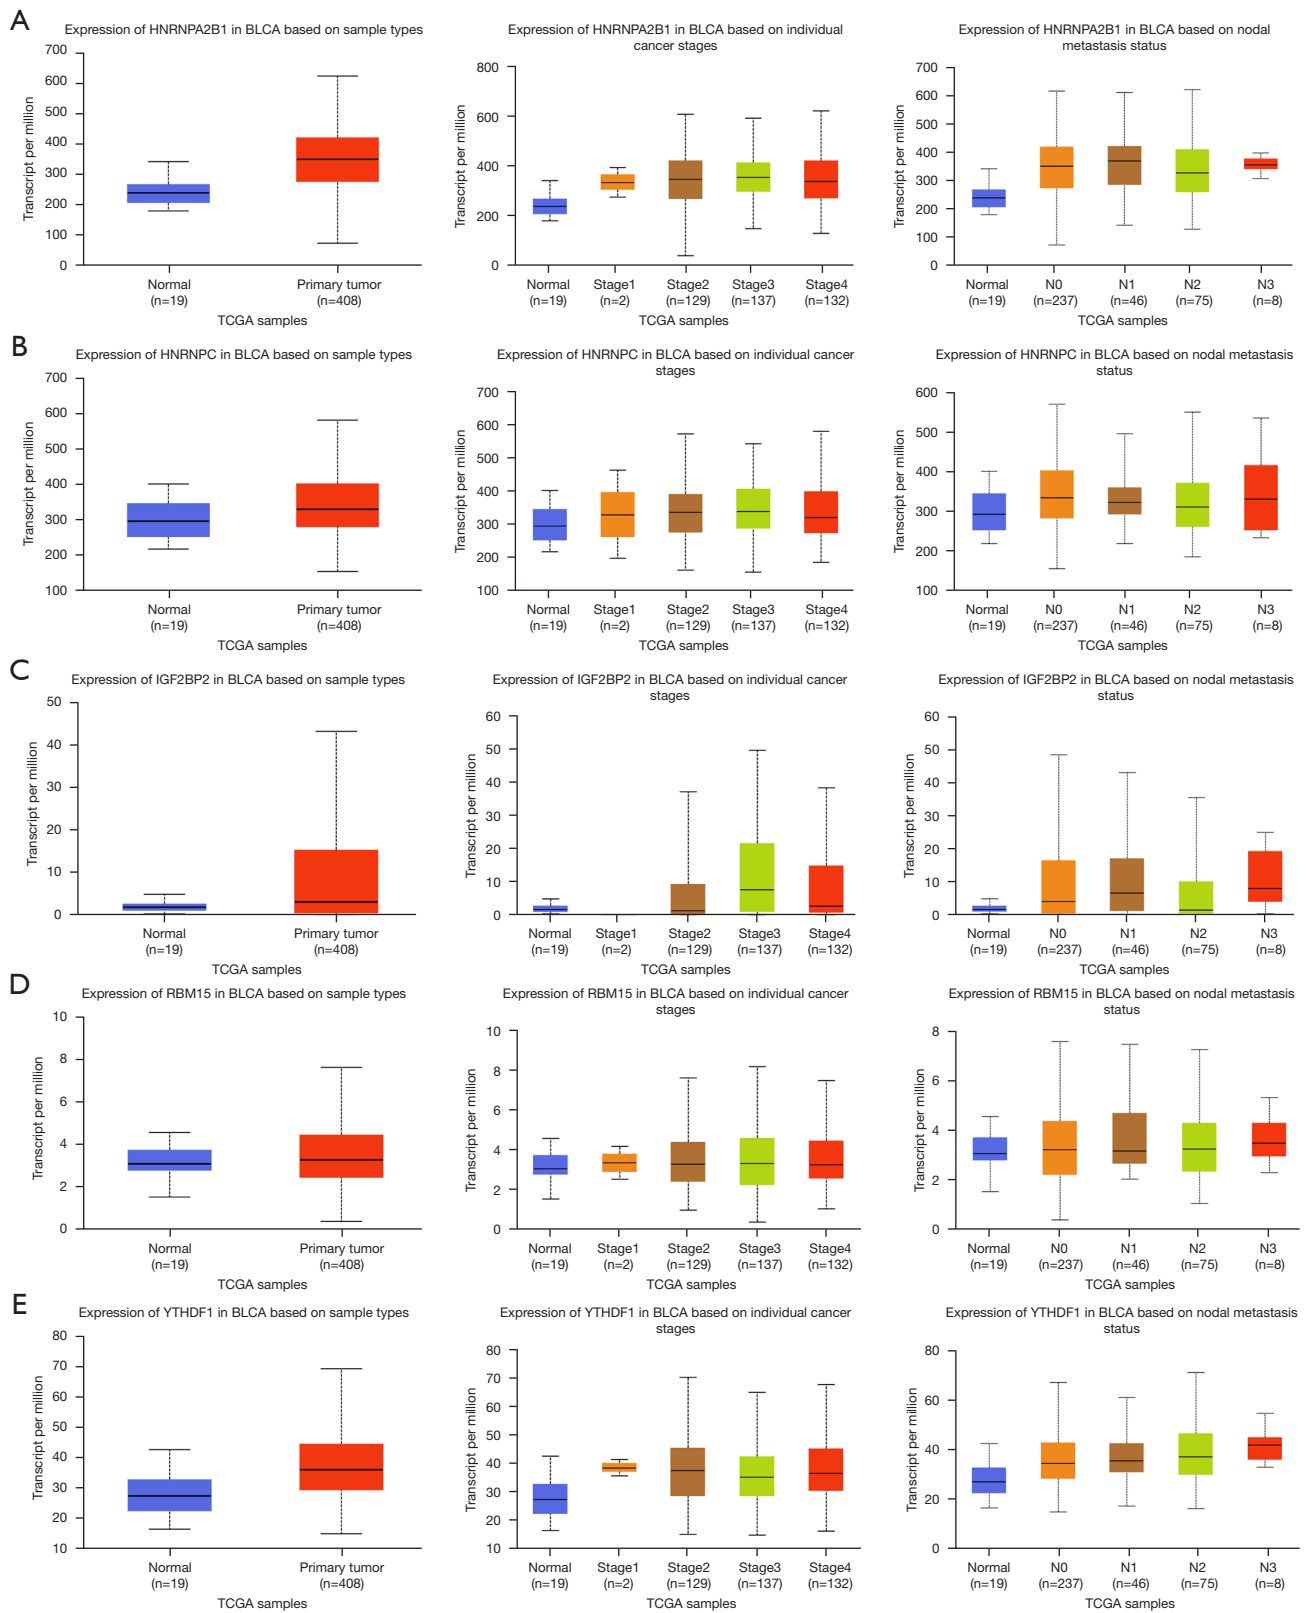 A
Expression of HNRNPA2B1 in BLCA based on sample types
Transcript per million
700
600
500
400
300
200
100
0
Normal
(n=19)
Primary tumor
(n=408)
TCGA samples
Expression of HNRNPA2B1 in BLCA based on individual
cancer stages
Transcript per million
800
600
400
200
0
Normal
(n=19)
Stage1
(n=2)
Stage2
(n=129)
Stage3
(n=137)
Stage4
(n=132)
TCGA samples
Expression of HNRNPA2B1 in BLCA based on nodal
metastasis status
Transcript per million
700
600
500
400
300
200
100
0
Normal
(n=19)
N0
(n=237)
N1
(n=46)
N2
(n=75)
N3
(n=8)
TCGA samples
B
Expression of HNRNPC in BLCA based on sample types
Transcript per million
700
600
500
400
300
200
100
Normal
(n=19)
Primary tumor
(n=408)
TCGA samples
Expression of HNRNPC in BLCA based on individual cancer
stages
Transcript per million
700
600
500
400
300
200
100
Normal
(n=19)
Stage1
(n=2)
Stage2
(n=129)
Stage3
(n=137)
Stage4
(n=132)
TCGA samples
Expression of HNRNPC in BLCA based on nodal metastasis
status
Transcript per million
600
500
400
300
200
100
Normal
(n=19)
N0
(n=237)
N1
(n=46)
N2
(n=75)
N3
(n=8)
TCGA samples
C
Expression of IGF2BP2 in BLCA based on sample types
Transcript per million
50
40
30
20
10
0
Normal
(n=19)
Primary tumor
(n=408)
TCGA samples
Expression of IGF2BP2 in BLCA based on individual cancer
stages
Transcript per million
60
50
40
30
20
10
0
Normal
(n=19)
Stage1
(n=2)
Stage2
(n=129)
Stage3
(n=137)
Stage4
(n=132)
TCGA samples
Expression of IGF2BP2 in BLCA based on nodal metastasis
status
Transcript per million
60
50
40
30
20
10
0
Normal
(n=19)
N0
(n=237)
N1
(n=46)
N2
(n=75)
N3
(n=8)
TCGA samples
D
Expression of RBM15 in BLCA based on sample types
Transcript per million
10
8
6
4
2
0
Normal
(n=19)
Primary tumor
(n=408)
TCGA samples
Expression of RBM15 in BLCA based on individual cancer
stages
Transcript per million
10
8
6
4
2
0
Normal
(n=19)
Stage1
(n=2)
Stage2
(n=129)
Stage3
(n=137)
Stage4
(n=132)
TCGA samples
Expression of RBM15 in BLCA based on nodal metastasis
status
Transcript per million
8
6
4
2
0
Normal
(n=19)
N0
(n=237)
N1
(n=46)
N2
(n=75)
N3
(n=8)
TCGA samples
E
Expression of YTHDF1 in BLCA based on sample types
Transcript per million
80
70
60
50
40
30
20
10
Normal
(n=19)
Primary tumor
(n=408)
TCGA samples
Expression of YTHDF1 in BLCA based on individual cancer
stages
Transcript per million
80
70
60
50
40
30
20
10
Normal
(n=19)
Stage1
(n=2)
Stage2
(n=129)
Stage3
(n=137)
Stage4
(n=132)
TCGA samples
Expression of YTHDF1 in BLCA based on nodal metastasis
status
Transcript per million
80
60
40
20
0
Normal
(n=19)
N0
(n=237)
N1
(n=46)
N2
(n=75)
N3
(n=8)
TCGA samples